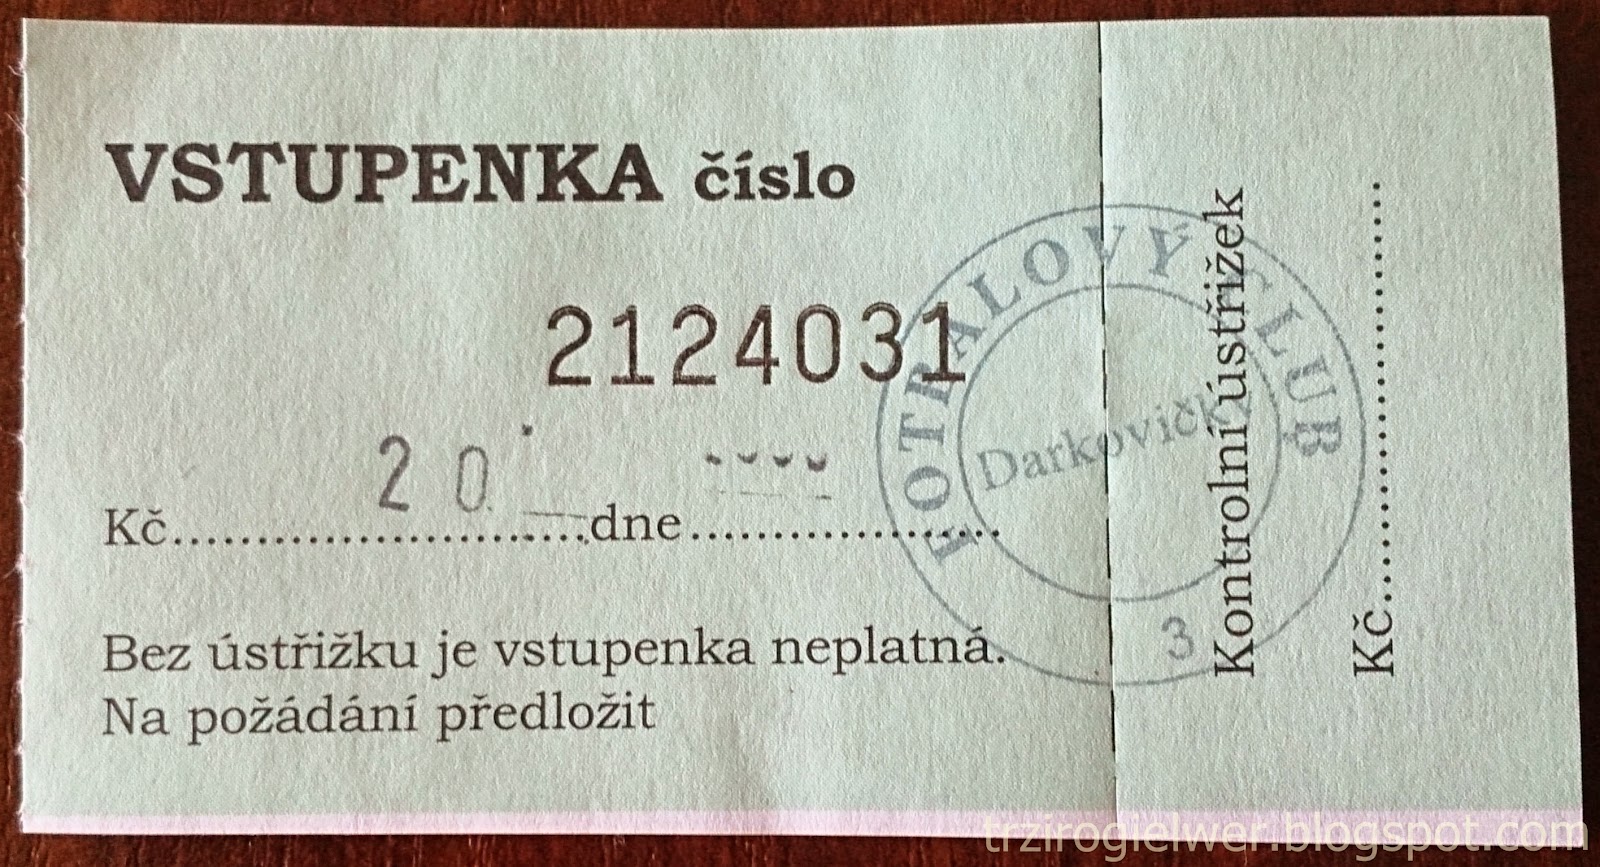 VSTUPENKA číslo
2124031
20
Kč..............................dne......................
Bez ústřižku je vstupenka neplatná.
Na požádání předložit
FOTBALOVÝ CLUB
Darkovičky
3
Kontrolní ústřižek
Kč..............................
trzirogielwer.blogspot.com